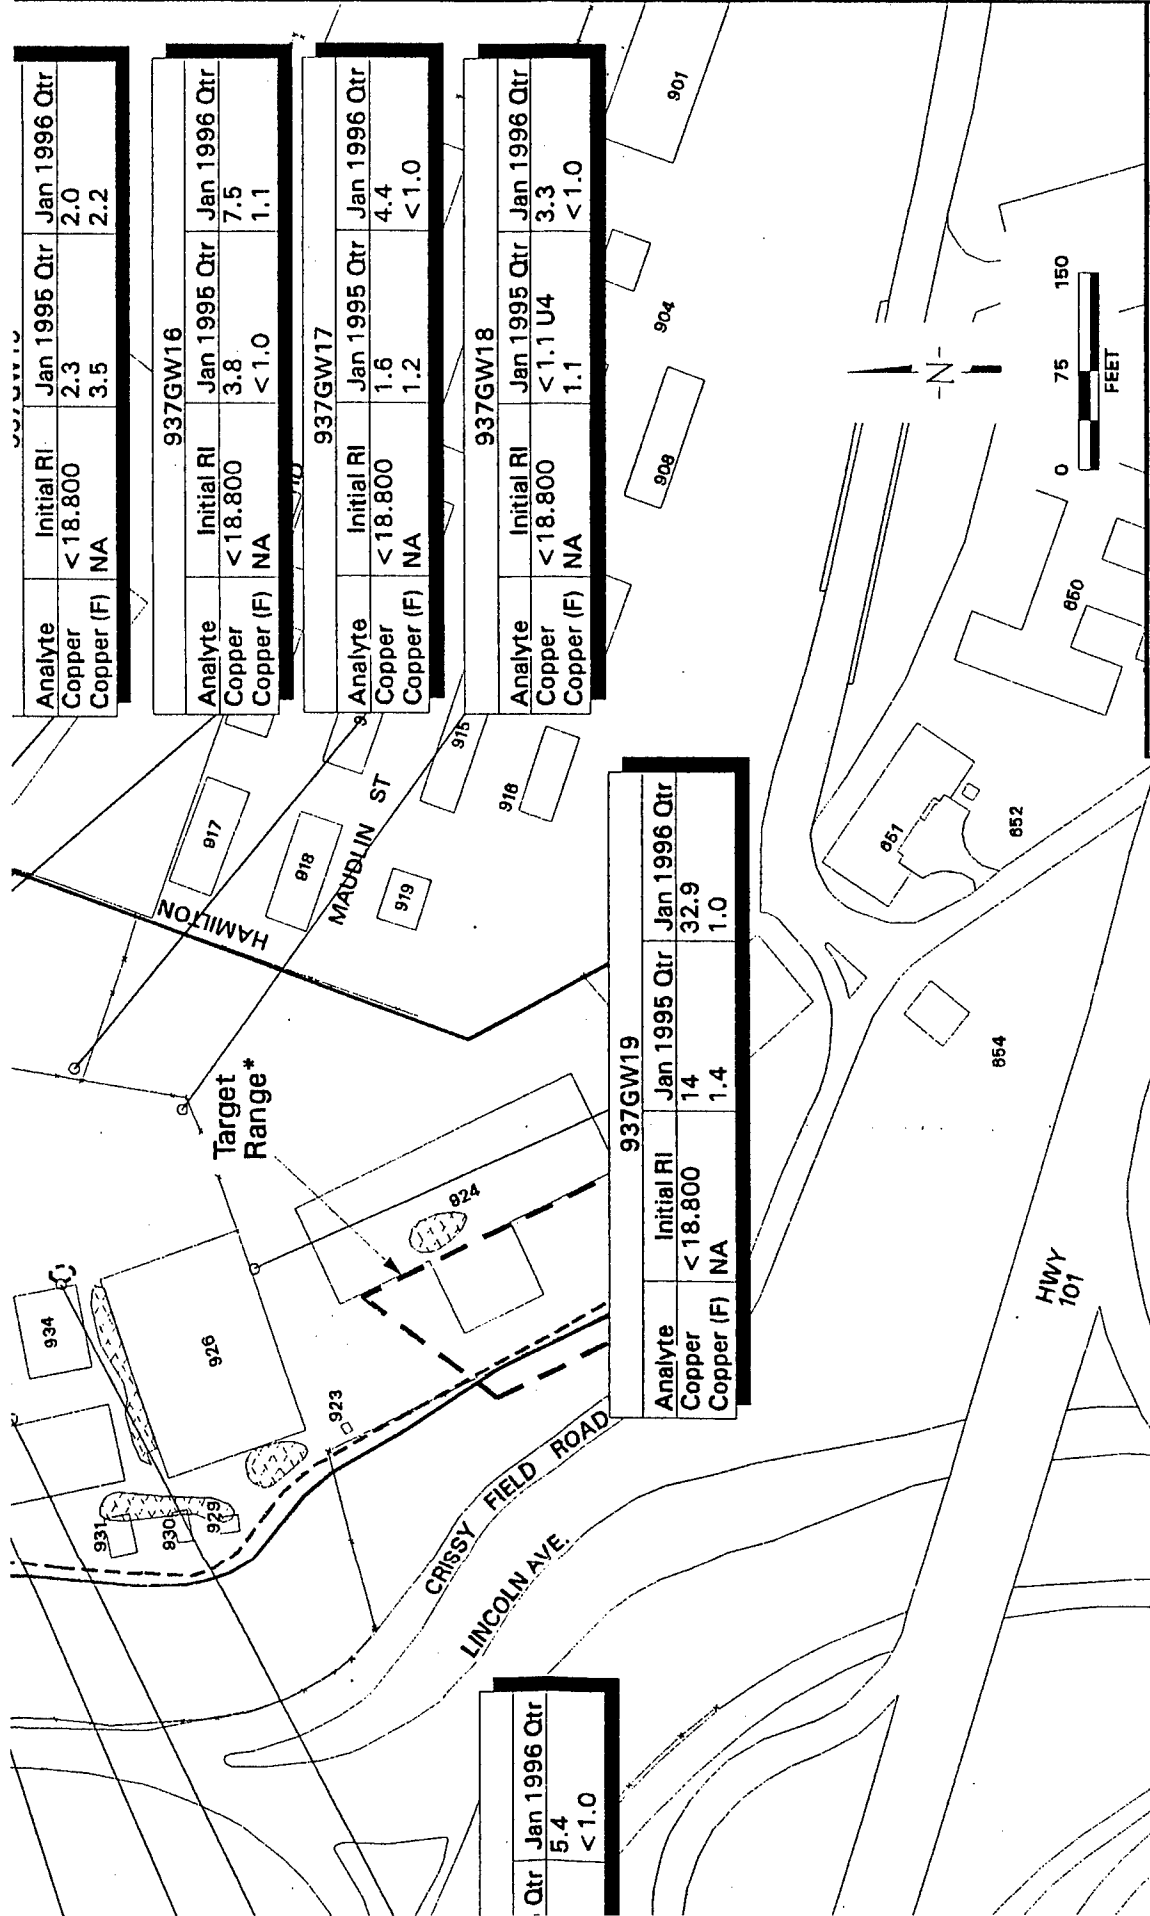 Analyte Initial RI Jan 1995 Qtr Jan 1996 Qtr
Copper <18.800 2.3 2.0
Copper (F) NA 3.5 2.2
937GW16
Analyte Initial RI Jan 1995 Qtr Jan 1996 Qtr
Copper <18.800 3.8 7.5
Copper (F) NA <1.0 1.1
937GW17
Analyte Initial RI Jan 1995 Qtr Jan 1996 Qtr
Copper <18.800 1.6 4.4
Copper (F) NA 1.2 <1.0
937GW18
Analyte Initial RI Jan 1995 Qtr Jan 1996 Qtr
Copper <18.800 <1.1 U4 3.3
Copper (F) NA 1.1 <1.0
937GW19
Analyte Initial RI Jan 1995 Qtr Jan 1996 Qtr
Copper <18.800 14 32.9
Copper (F) NA 1.4 1.0
Qtr Jan 1996 Qtr
5.4
<1.0
934
926
931
930
929
923
924
Target
Range*
917
918
919
915
916
HAMILTON
MAUDLIN ST
901
904
908
CRISSY FIELD ROAD
LINCOLN AVE.
651
652
654
650
HWY
101
-N-
0 75 150
FEET